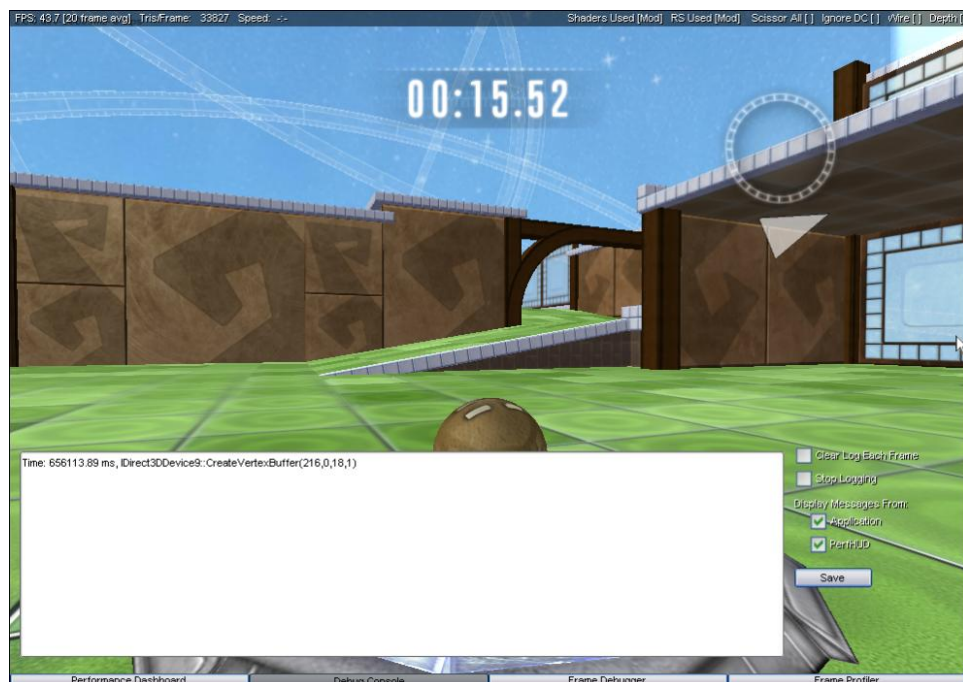 FPS: 43.7 [20 frame avg] Tris/Frame: 33827 Speed: -:- Shaders Used [Mod] RS Used [Mod] Scissor All [ ] Ignore DC [ ] Wire [ ] Depth [
00:15.52
Time: 656113.89 ms, IDirect3DDevice9::CreateVertexBuffer(216,0,18,1)
Clear Log Each Frame
Stop Logging
Display Messages From:
Application
PerfHUD
Save
Performance Dashboard Debug Console Frame Debugger Frame Profiler